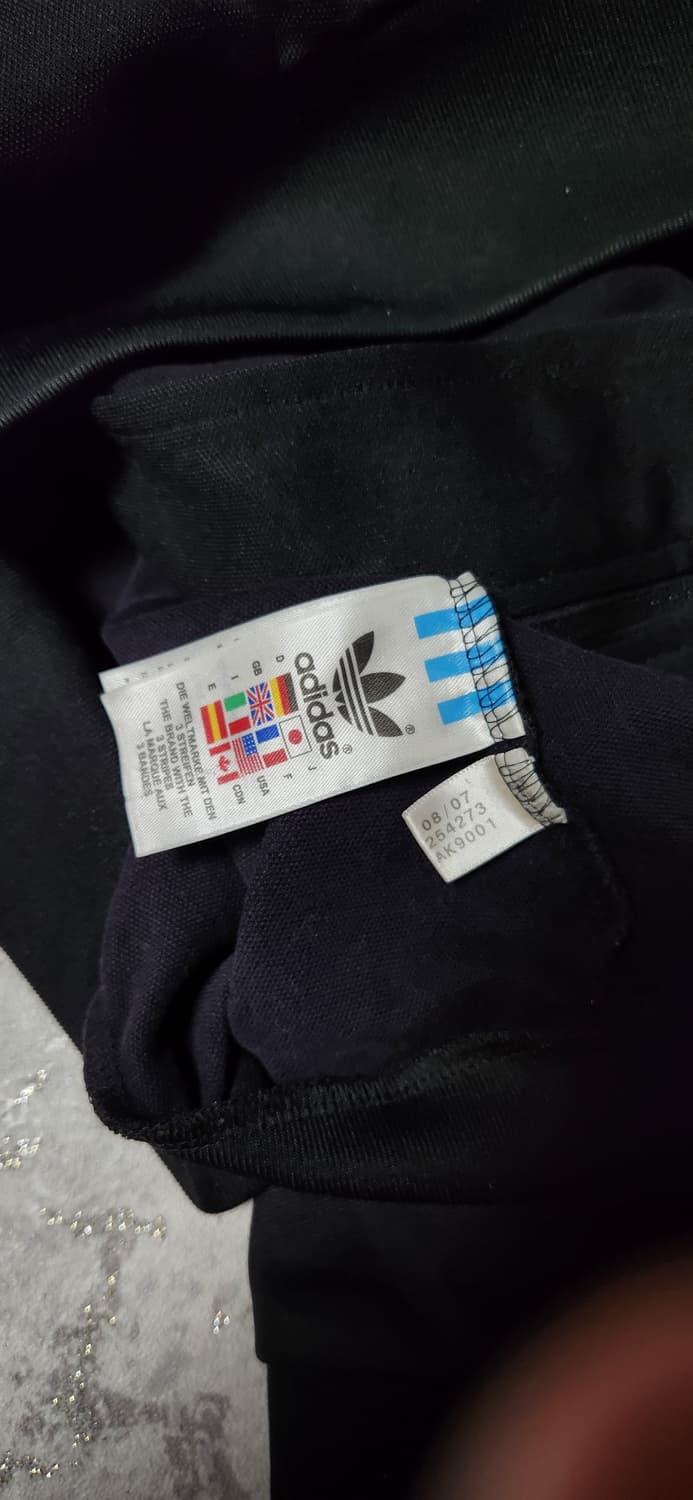 adidas®
®
D
GB
I
E
J
F
USA
CDN
DIE WELTMARKE MIT DEN
3 STREIFEN
THE BRAND WITH THE
3 STRIPES
LA MARQUE AUX
3 BANDES
08/07
254273
AK9001